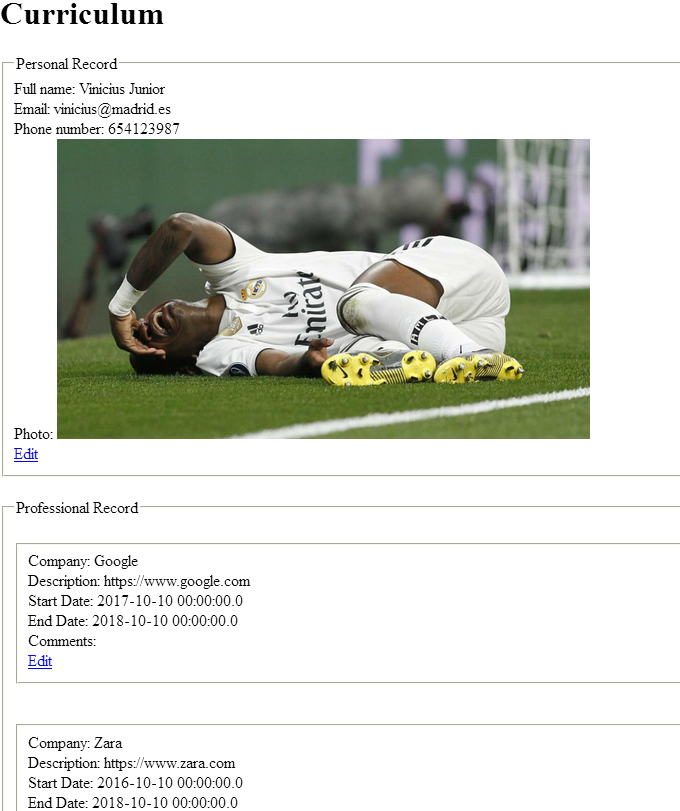 Curriculum
Personal Record
Full name: Vinicius Junior
Email: vinicius@madrid.es
Phone number: 654123987
Photo:
Edit
Professional Record
Company: Google
Description: https://www.google.com
Start Date: 2017-10-10 00:00:00.0
End Date: 2018-10-10 00:00:00.0
Comments:
Edit
Company: Zara
Description: https://www.zara.com
Start Date: 2016-10-10 00:00:00.0
End Date: 2018-10-10 00:00:00.0